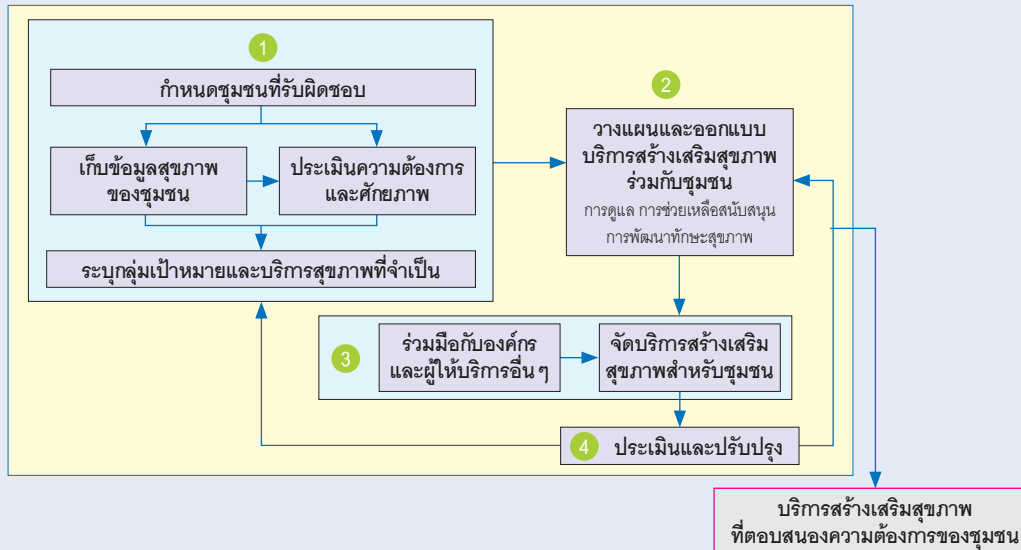 1
กำหนดชุมชนที่รับผิดชอบ
เก็บข้อมูลสุขภาพ
ของชุมชน
ประเมินความต้องการ
และศักยภาพ
ระบุกลุ่มเป้าหมายและบริการสุขภาพที่จำเป็น
2
วางแผนและออกแบบ
บริการสร้างเสริมสุขภาพ
ร่วมกับชุมชน
การดูแล การช่วยเหลือสนับสนุน
การพัฒนาทักษะสุขภาพ
3
ร่วมมือกับองค์กร
และผู้ให้บริการอื่นๆ
จัดบริการสร้างเสริม
สุขภาพสำหรับชุมชน
4 ประเมินและปรับปรุง
บริการสร้างเสริมสุขภาพ
ที่ตอบสนองความต้องการของชุมชน